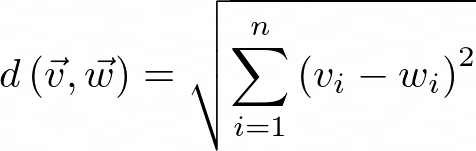 d (v⃗, w⃗) = √(∑_{i=1}^{n} (v_i − w_i)^2)